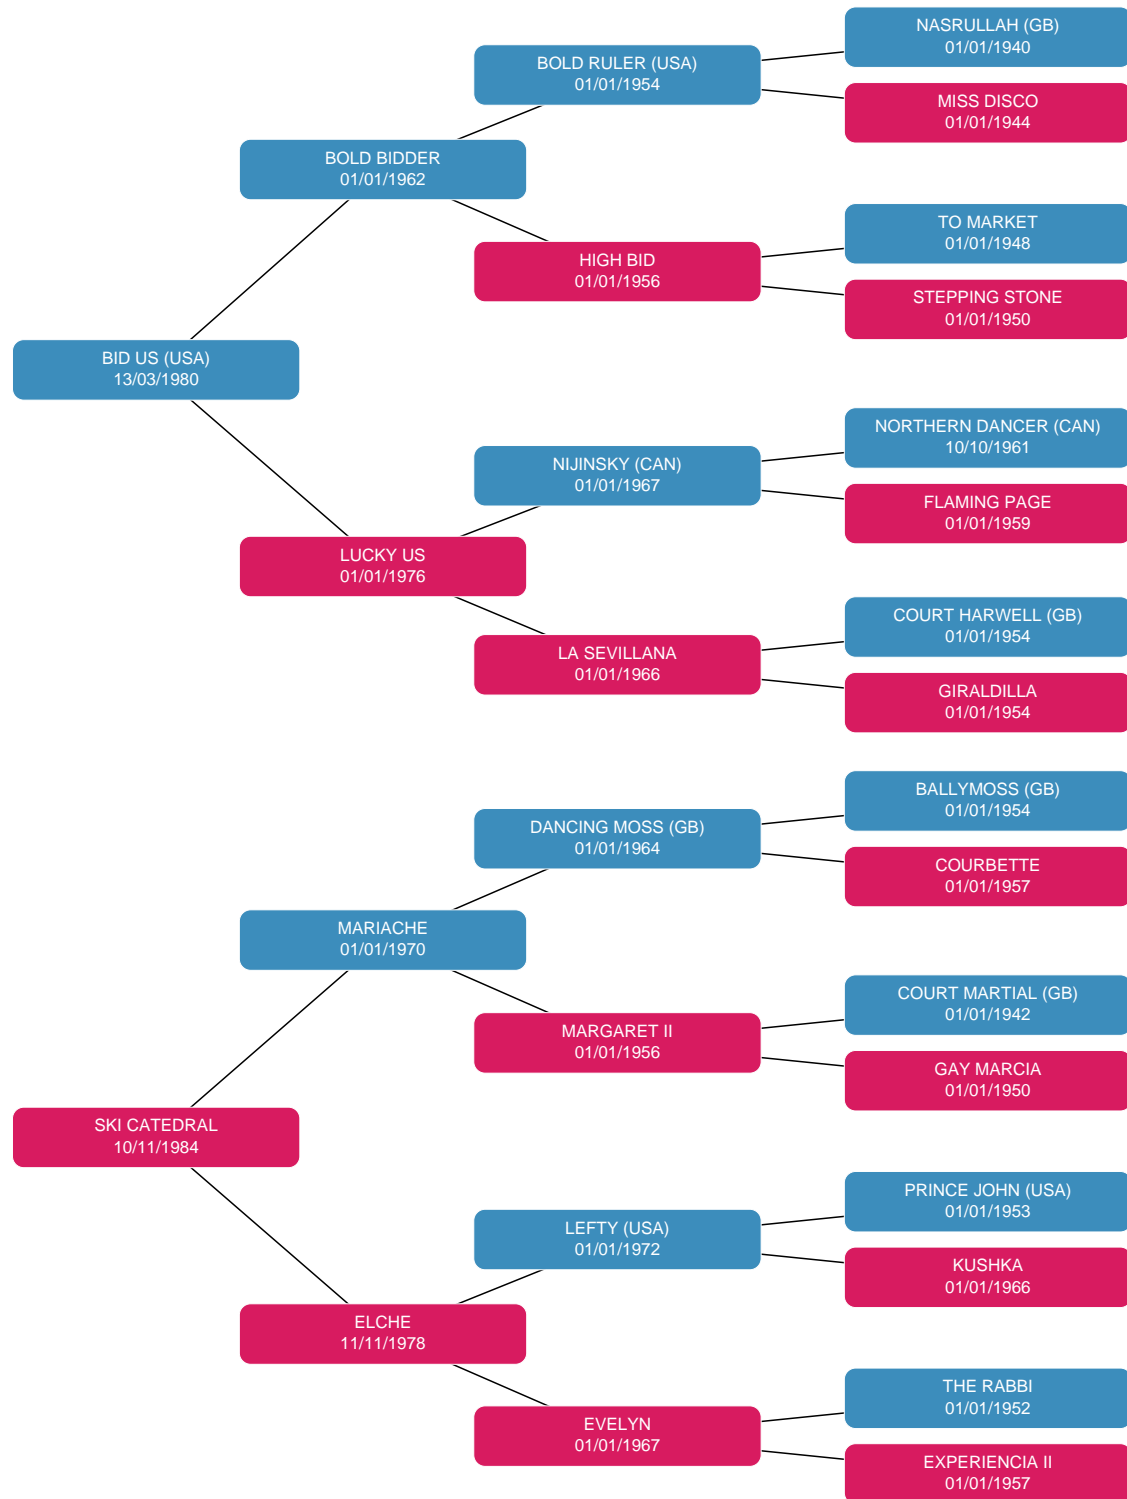 NASRULLAH (GB)
01/01/1940
BOLD RULER (USA)
01/01/1954
MISS DISCO
01/01/1944
BOLD BIDDER
01/01/1962
TO MARKET
01/01/1948
HIGH BID
01/01/1956
STEPPING STONE
01/01/1950
BID US (USA)
13/03/1980
NORTHERN DANCER (CAN)
10/10/1961
NIJINSKY (CAN)
01/01/1967
FLAMING PAGE
01/01/1959
LUCKY US
01/01/1976
COURT HARWELL (GB)
01/01/1954
LA SEVILLANA
01/01/1966
GIRALDILLA
01/01/1954
BALLYMOSS (GB)
01/01/1954
DANCING MOSS (GB)
01/01/1964
COURBETTE
01/01/1957
MARIACHE
01/01/1970
COURT MARTIAL (GB)
01/01/1942
MARGARET II
01/01/1956
GAY MARCIA
01/01/1950
SKI CATEDRAL
10/11/1984
PRINCE JOHN (USA)
01/01/1953
LEFTY (USA)
01/01/1972
KUSHKA
01/01/1966
ELCHE
11/11/1978
THE RABBI
01/01/1952
EVELYN
01/01/1967
EXPERIENCIA II
01/01/1957